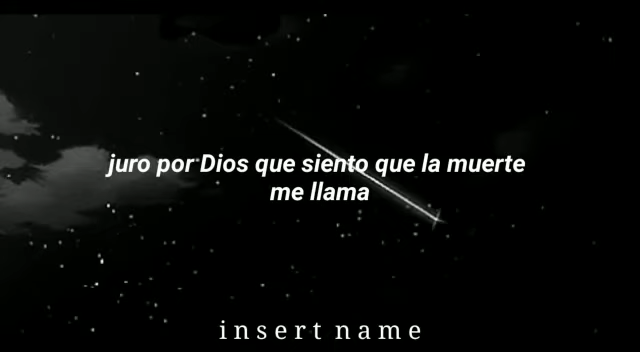 juro por Dios que siento que la muerte
me llama
insert name